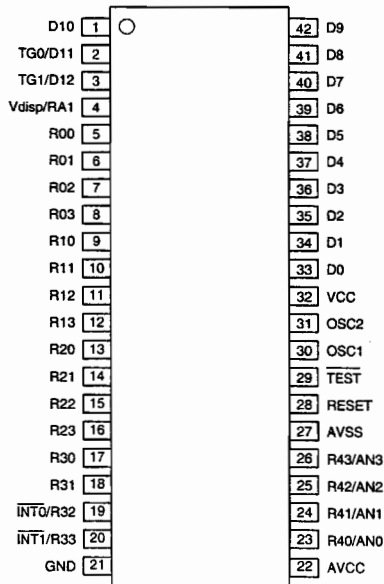 D10 1 42 D9
TG0/D11 2 41 D8
TG1/D12 3 40 D7
Vdisp/RA1 4 39 D6
R00 5 38 D5
R01 6 37 D4
R02 7 36 D3
R03 8 35 D2
R10 9 34 D1
R11 10 33 D0
R12 11 32 VCC
R13 12 31 OSC2
R20 13 30 OSC1
R21 14 29 TEST
R22 15 28 RESET
R23 16 27 AVSS
R30 17 26 R43/AN3
R31 18 25 R42/AN2
INT0/R32 19 24 R41/AN1
INT1/R33 20 23 R40/AN0
GND 21 22 AVCC